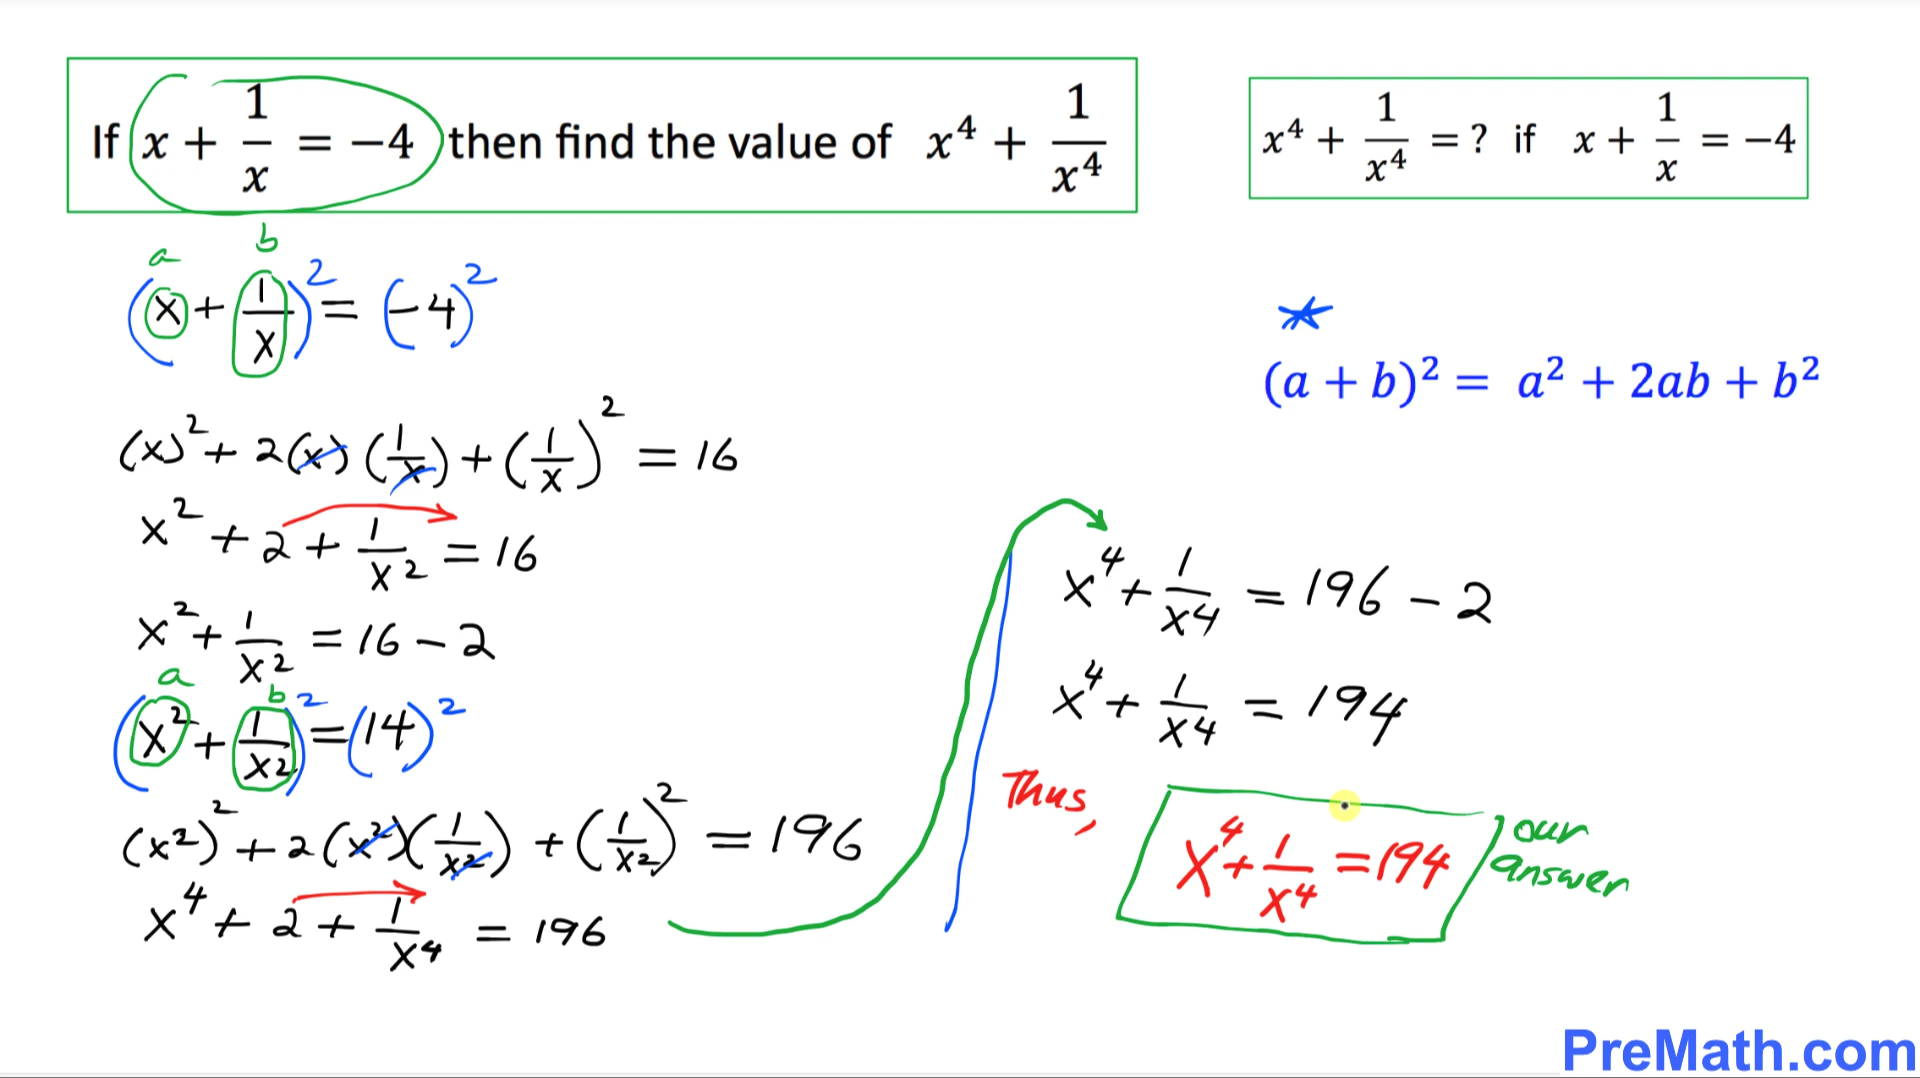 If x + 1/x = −4 then find the value of x⁴ + 1/x⁴
x⁴ + 1/x⁴ = ? if x + 1/x = −4
a b
(x + 1/x)² = (−4)²
(x)² + 2(x)(1/x) + (1/x)² = 16
x² + 2 + 1/x² = 16
x² + 1/x² = 16 − 2
a b
(x² + 1/x²)² = (14)²
(x²)² + 2(x²)(1/x²) + (1/x²)² = 196
x⁴ + 2 + 1/x⁴ = 196
(a + b)² = a² + 2ab + b²
x⁴ + 1/x⁴ = 196 − 2
x⁴ + 1/x⁴ = 194
Thus,
x⁴ + 1/x⁴ = 194
our
answer
PreMath.com